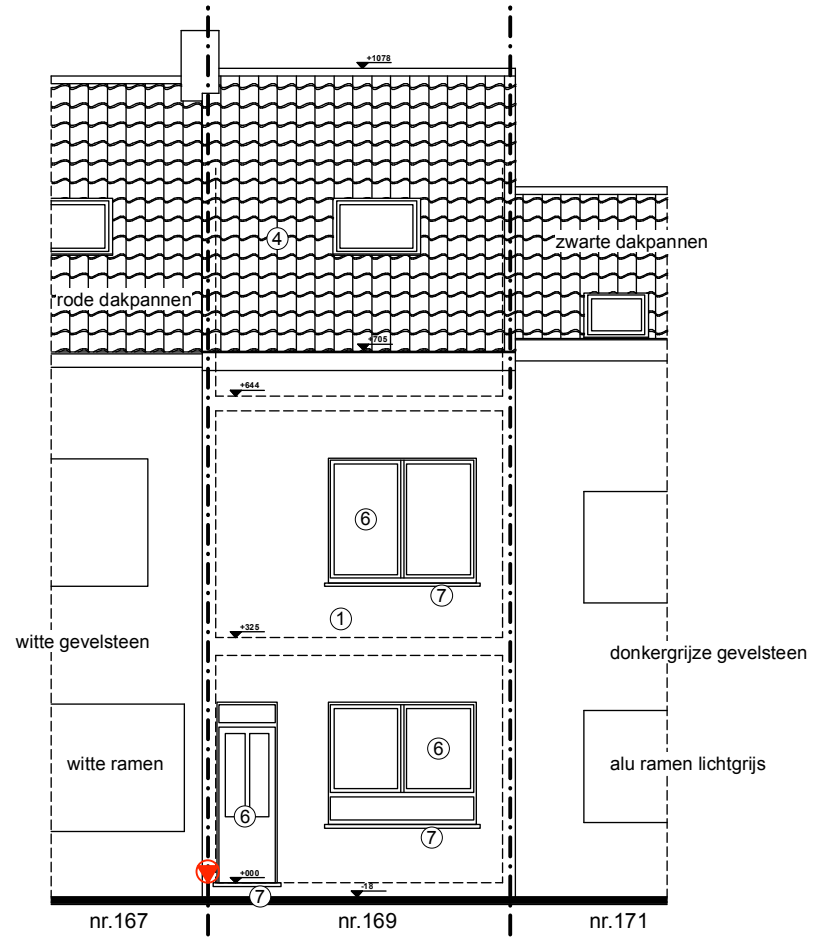 +1078
4
zwarte dakpannen
rode dakpannen
+705
+644
6
7
1
+325
witte gevelsteen
donkergrijze gevelsteen
6
witte ramen
alu ramen lichtgrijs
6
7
+000
-18
7
nr.167
nr.169
nr.171